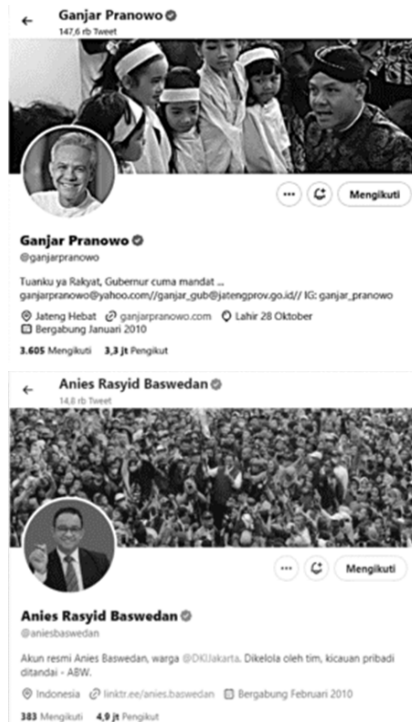 Ganjar Pranowo
147,6 rb Tweet
Mengikuti
Ganjar Pranowo
@ganjarpranowo
Tuanku ya Rakyat, Gubernur cuma mandat ...
ganjarpranowo@yahoo.com//ganjar_gub@jatengprov.go.id// IG: ganjar_pranowo
Jateng Hebat ganjarpranowo.com Lahir 28 Oktober
Bergabung Januari 2010
3.605 Mengikuti 3,3 jt Pengikut
Anies Rasyid Baswedan
14,8 rb Tweet
Mengikuti
Anies Rasyid Baswedan
@aniesbaswedan
Akun resmi Anies Baswedan, warga @DKIJakarta. Dikelola oleh tim, kicauan pribadi
ditandai - ABW.
Indonesia linktr.ee/anies.baswedan Bergabung Februari 2010
383 Mengikuti 4,9 jt Pengikut